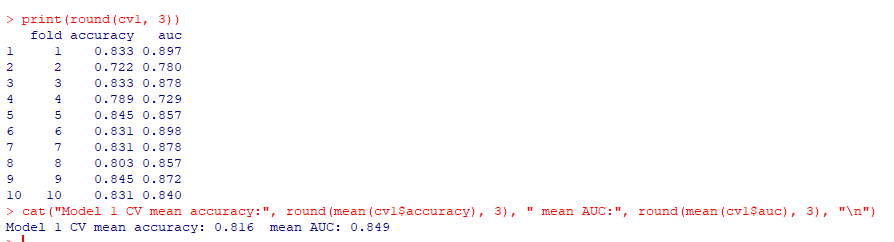 > print(round(cv1, 3))
   fold accuracy   auc
1     1    0.833 0.897
2     2    0.722 0.780
3     3    0.833 0.878
4     4    0.789 0.729
5     5    0.845 0.857
6     6    0.831 0.898
7     7    0.831 0.878
8     8    0.803 0.857
9     9    0.845 0.872
10   10    0.831 0.840
> cat("Model 1 CV mean accuracy:", round(mean(cv1$accuracy), 3), " mean AUC:", round(mean(cv1$auc), 3), "\n")
Model 1 CV mean accuracy: 0.816  mean AUC: 0.849
>